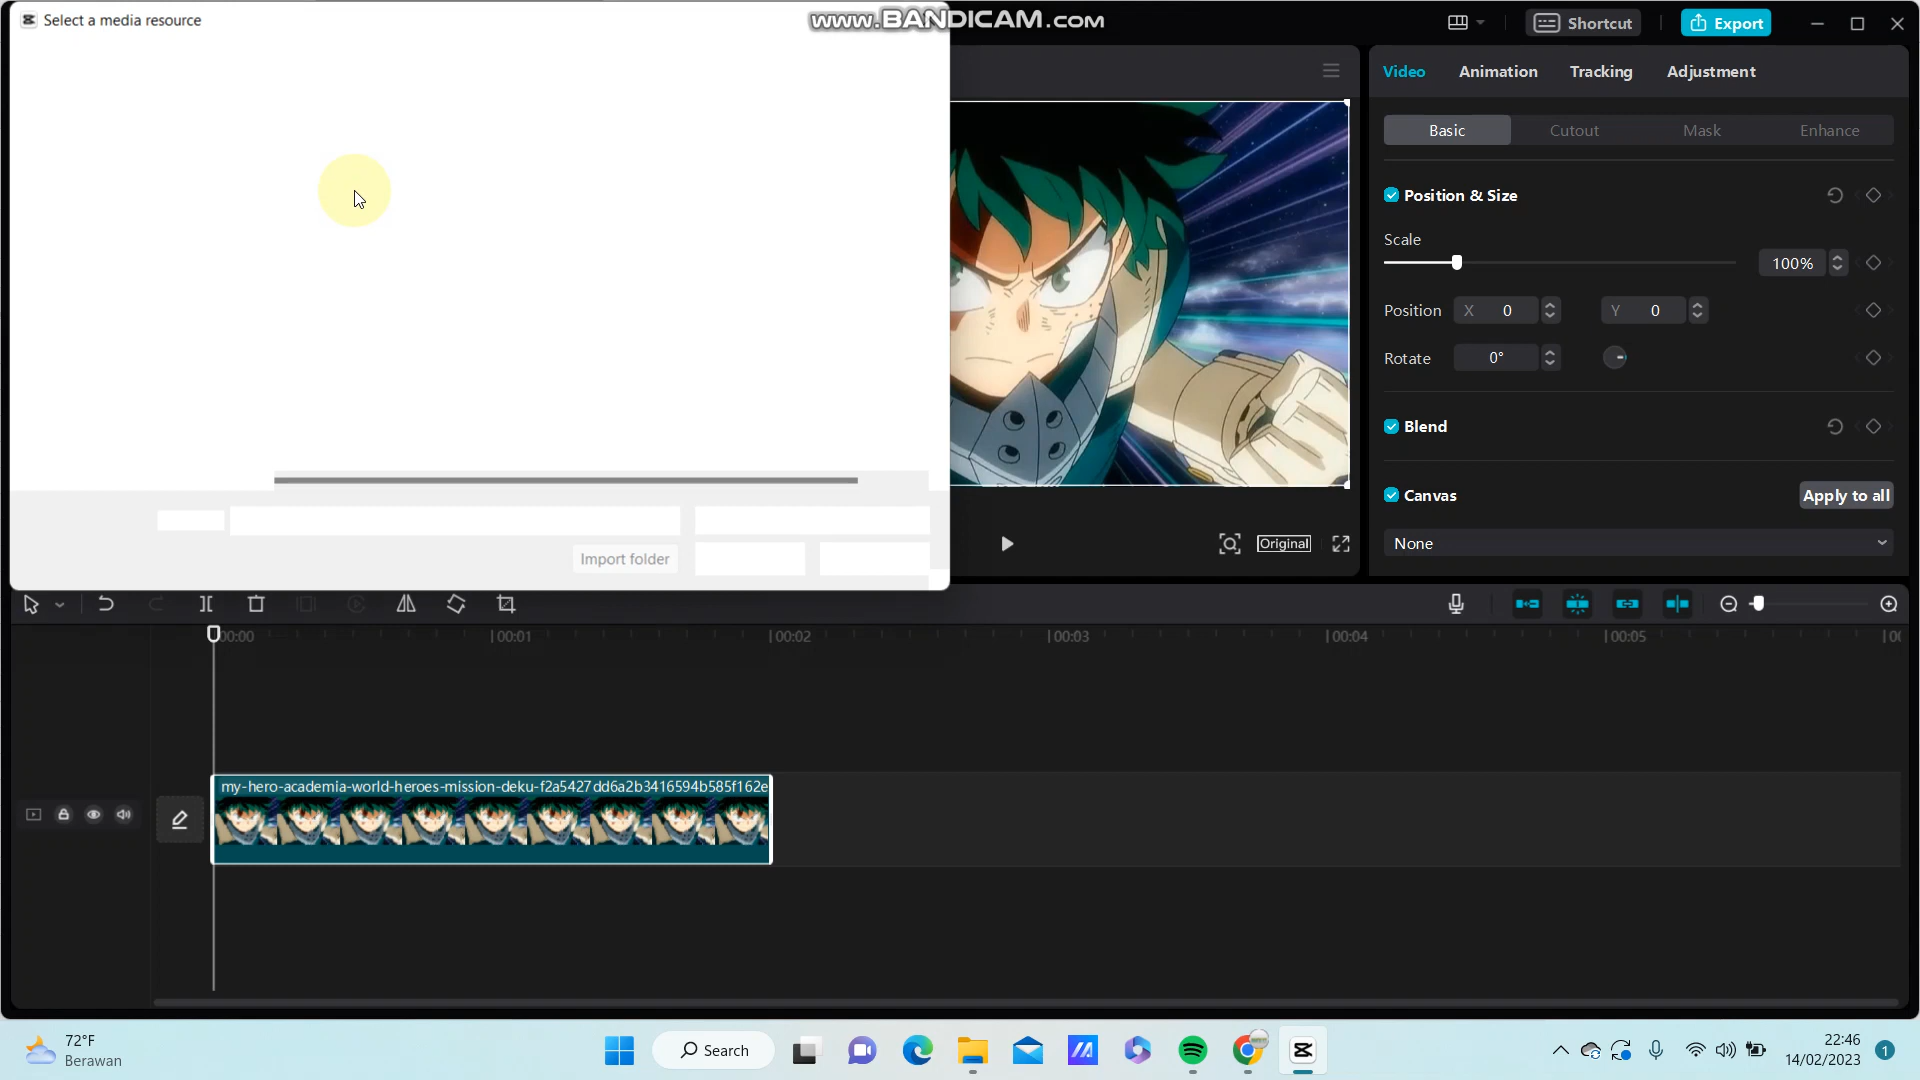 Select a media resource
www.BANDICAM.com
Shortcut
Export
Video
Animation
Tracking
Adjustment
Basic
Cutout
Mask
Enhance
Position & Size
Scale
100%
Position X 0 Y 0
Rotate 0°
Blend
Canvas
Apply to all
None
Original
Import folder
00:00
00:01
00:02
00:03
00:04
00:05
my-hero-academia-world-heroes-mission-deku-f2a5427dd6a2b3416594b585f162e
72°F
Berawan
Search
22:46
14/02/2023
1